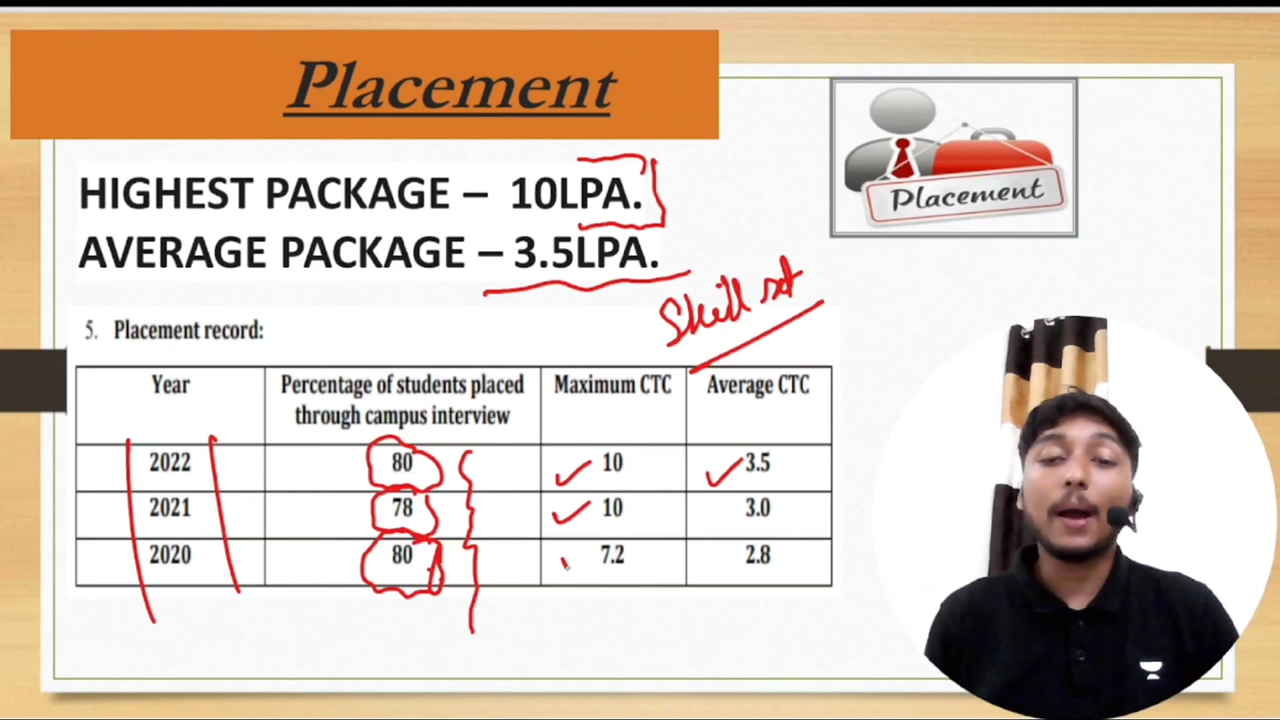 Placement
HIGHEST PACKAGE – 10LPA.
AVERAGE PACKAGE – 3.5LPA.
Placement
Skill set
5. Placement record:
Year Percentage of students placed through campus interview Maximum CTC Average CTC
2022 80 10 3.5
2021 78 10 3.0
2020 80 7.2 2.8